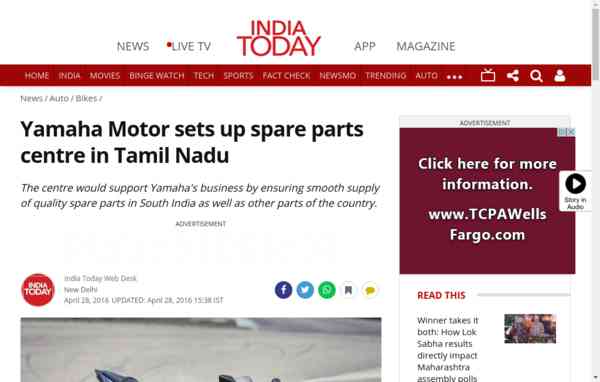 INDIA
TODAY
NEWS
LIVE TV
APP
MAGAZINE
HOME INDIA MOVIES BINGE WATCH TECH SPORTS FACT CHECK NEWSMO TRENDING AUTO
News / Auto / Bikes /
Yamaha Motor sets up spare parts
centre in Tamil Nadu
The centre would support Yamaha's business by ensuring smooth supply
of quality spare parts in South India as well as other parts of the country.
ADVERTISEMENT
INDIA
TODAY
India Today Web Desk
New Delhi
April 28, 2016 UPDATED: April 28, 2016 15:38 IST
ADVERTISEMENT
Click here for more
information.
www.TCPAWells
Fargo.com
Story in
Audio
READ THIS
Winner takes it
both: How Lok
Sabha results
directly impact
Maharashtra
assembly polls